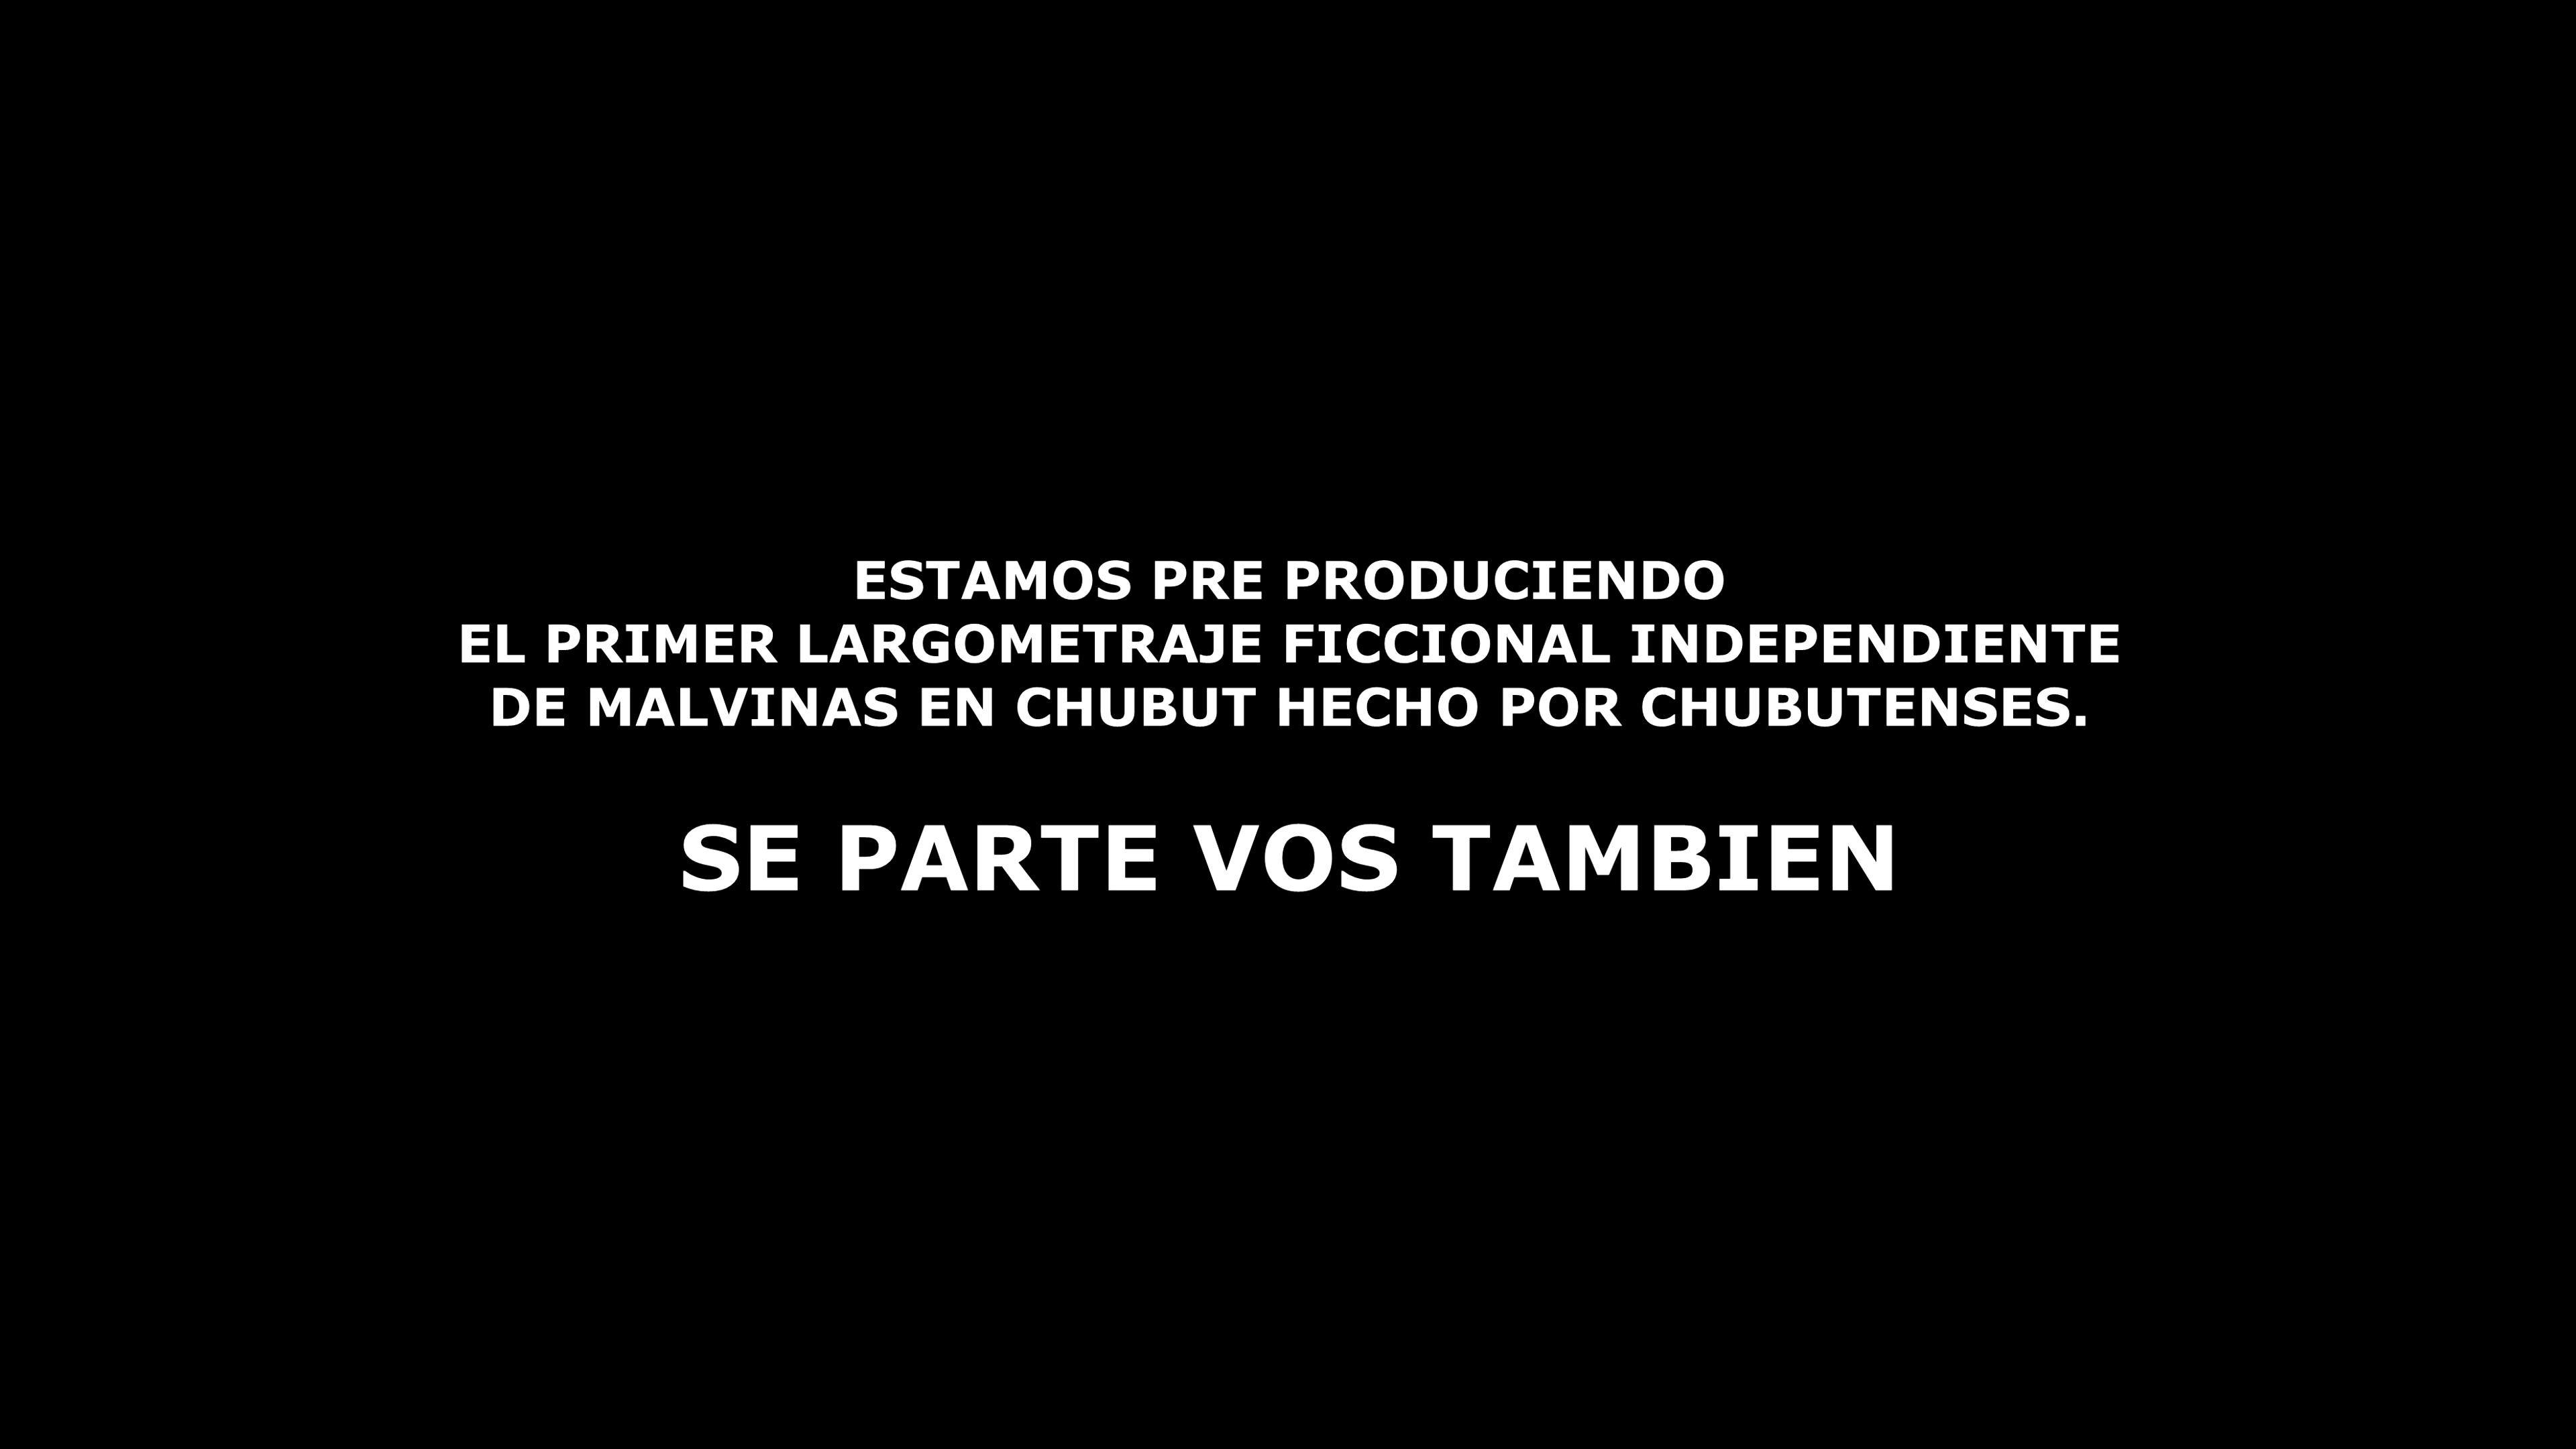 ESTAMOS PRE PRODUCIENDO
EL PRIMER LARGOMETRAJE FICCIONAL INDEPENDIENTE
DE MALVINAS EN CHUBUT HECHO POR CHUBUTENSES.
SE PARTE VOS TAMBIEN